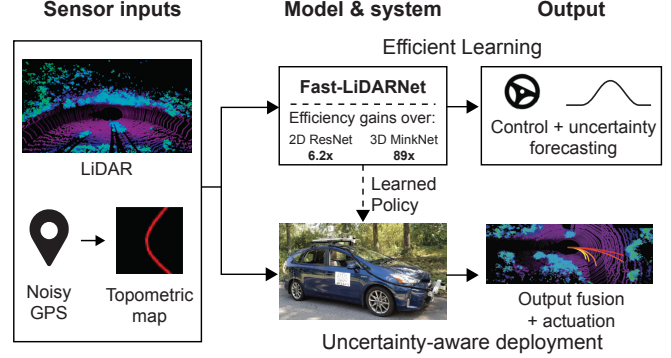 Sensor inputs
Model & system
Output
Efficient Learning
LiDAR
Noisy
GPS
Topometric
map
Fast-LiDARNet
Efficiency gains over:
2D ResNet 3D MinkNet
6.2x 89x
Control + uncertainty
forecasting
Learned
Policy
Output fusion
+ actuation
Uncertainty-aware deployment